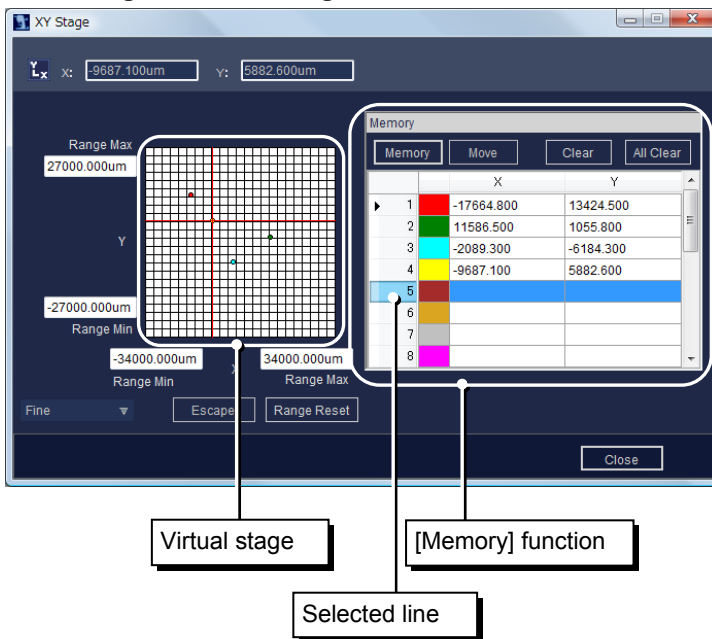 XY Stage
X: -9687.100um Y: 5882.600um
Memory
Memory Move Clear All Clear
X Y
1 -17664.800 13424.500
2 11586.500 1055.800
3 -2089.300 -6184.300
4 -9687.100 5882.600
5
6
7
8
Range Max
27000.000um
Y
-27000.000um
Range Min
-34000.000um X 34000.000um
Range Min Range Max
Fine Escape Range Reset
Close
Virtual stage
[Memory] function
Selected line